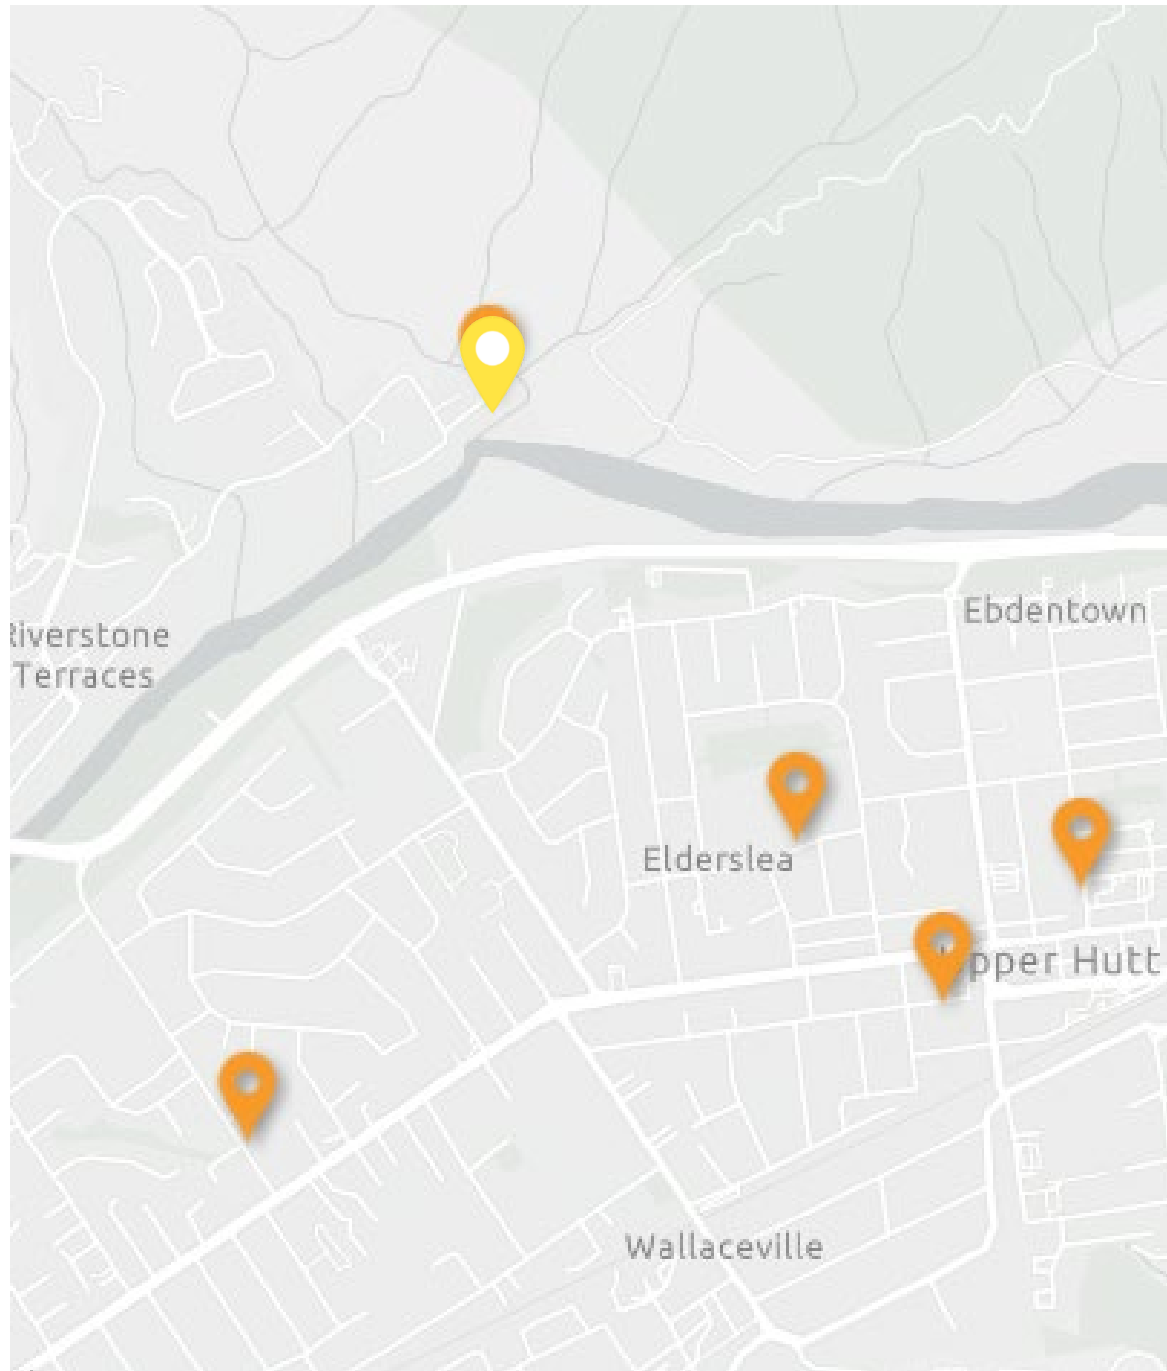 Ebdentown
Riverstone
Terraces
Elderslea
pper Hutt
Wallaceville